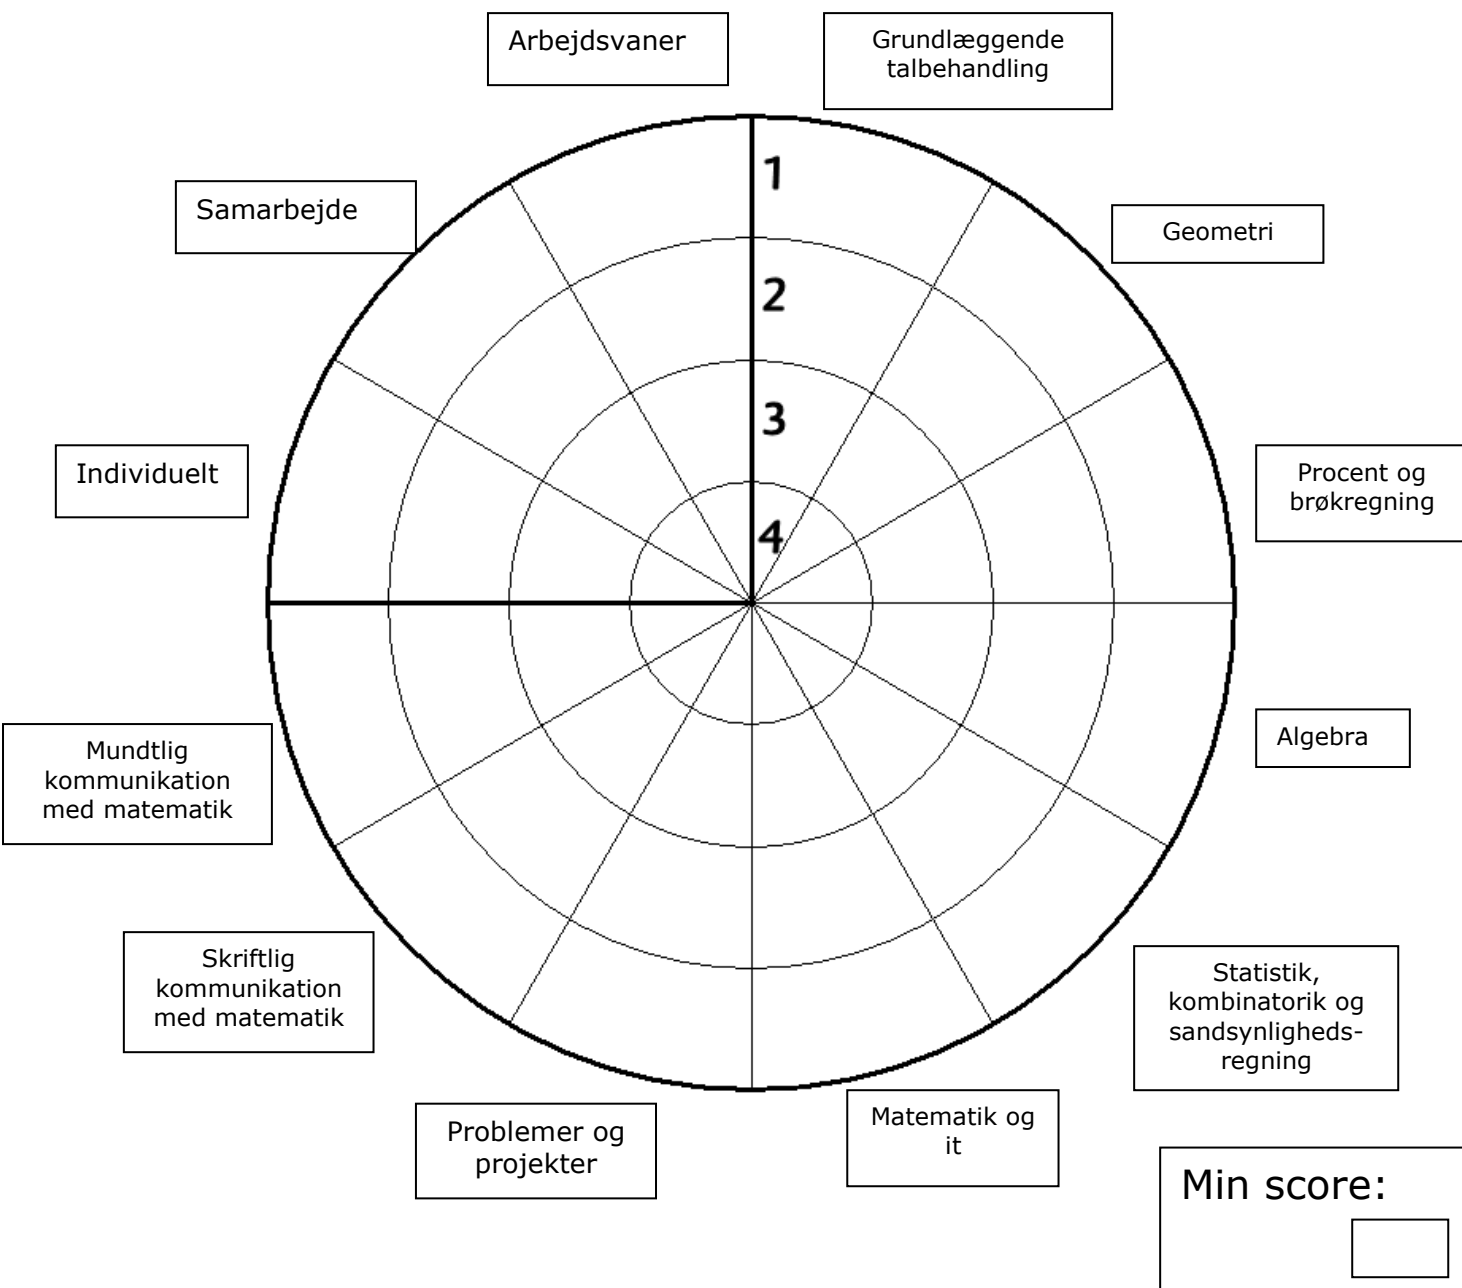 Arbejdsvaner
Grundlæggende
talbehandling
1
Samarbejde
Geometri
2
3
Individuelt
Procent og
brøkregning
4
Mundtlig
kommunikation
med matematik
Algebra
Skriftlig
kommunikation
med matematik
Statistik,
kombinatorik og
sandsynligheds-
regning
Problemer og
projekter
Matematik og
it
Min score: